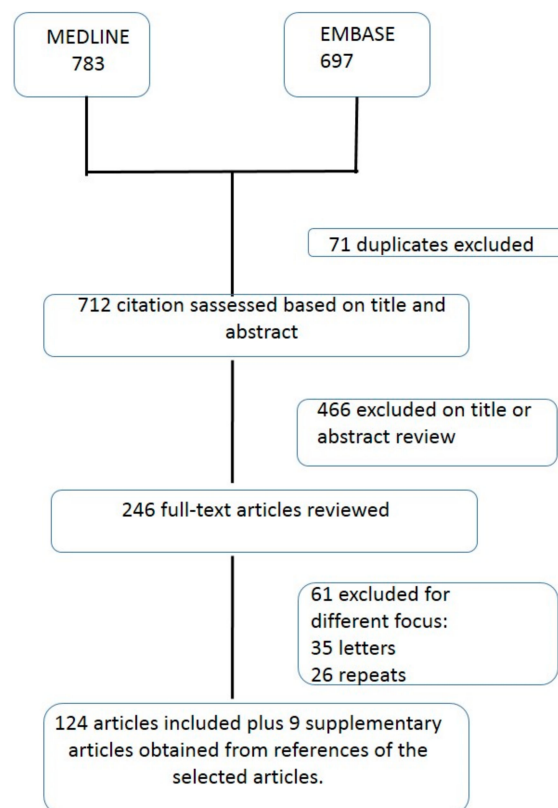 MEDLINE
783
EMBASE
697
71 duplicates excluded
712 citation sassessed based on title and
abstract
466 excluded on title or
abstract review
246 full-text articles reviewed
61 excluded for
different focus:
35 letters
26 repeats
124 articles included plus 9 supplementary
articles obtained from references of the
selected articles.